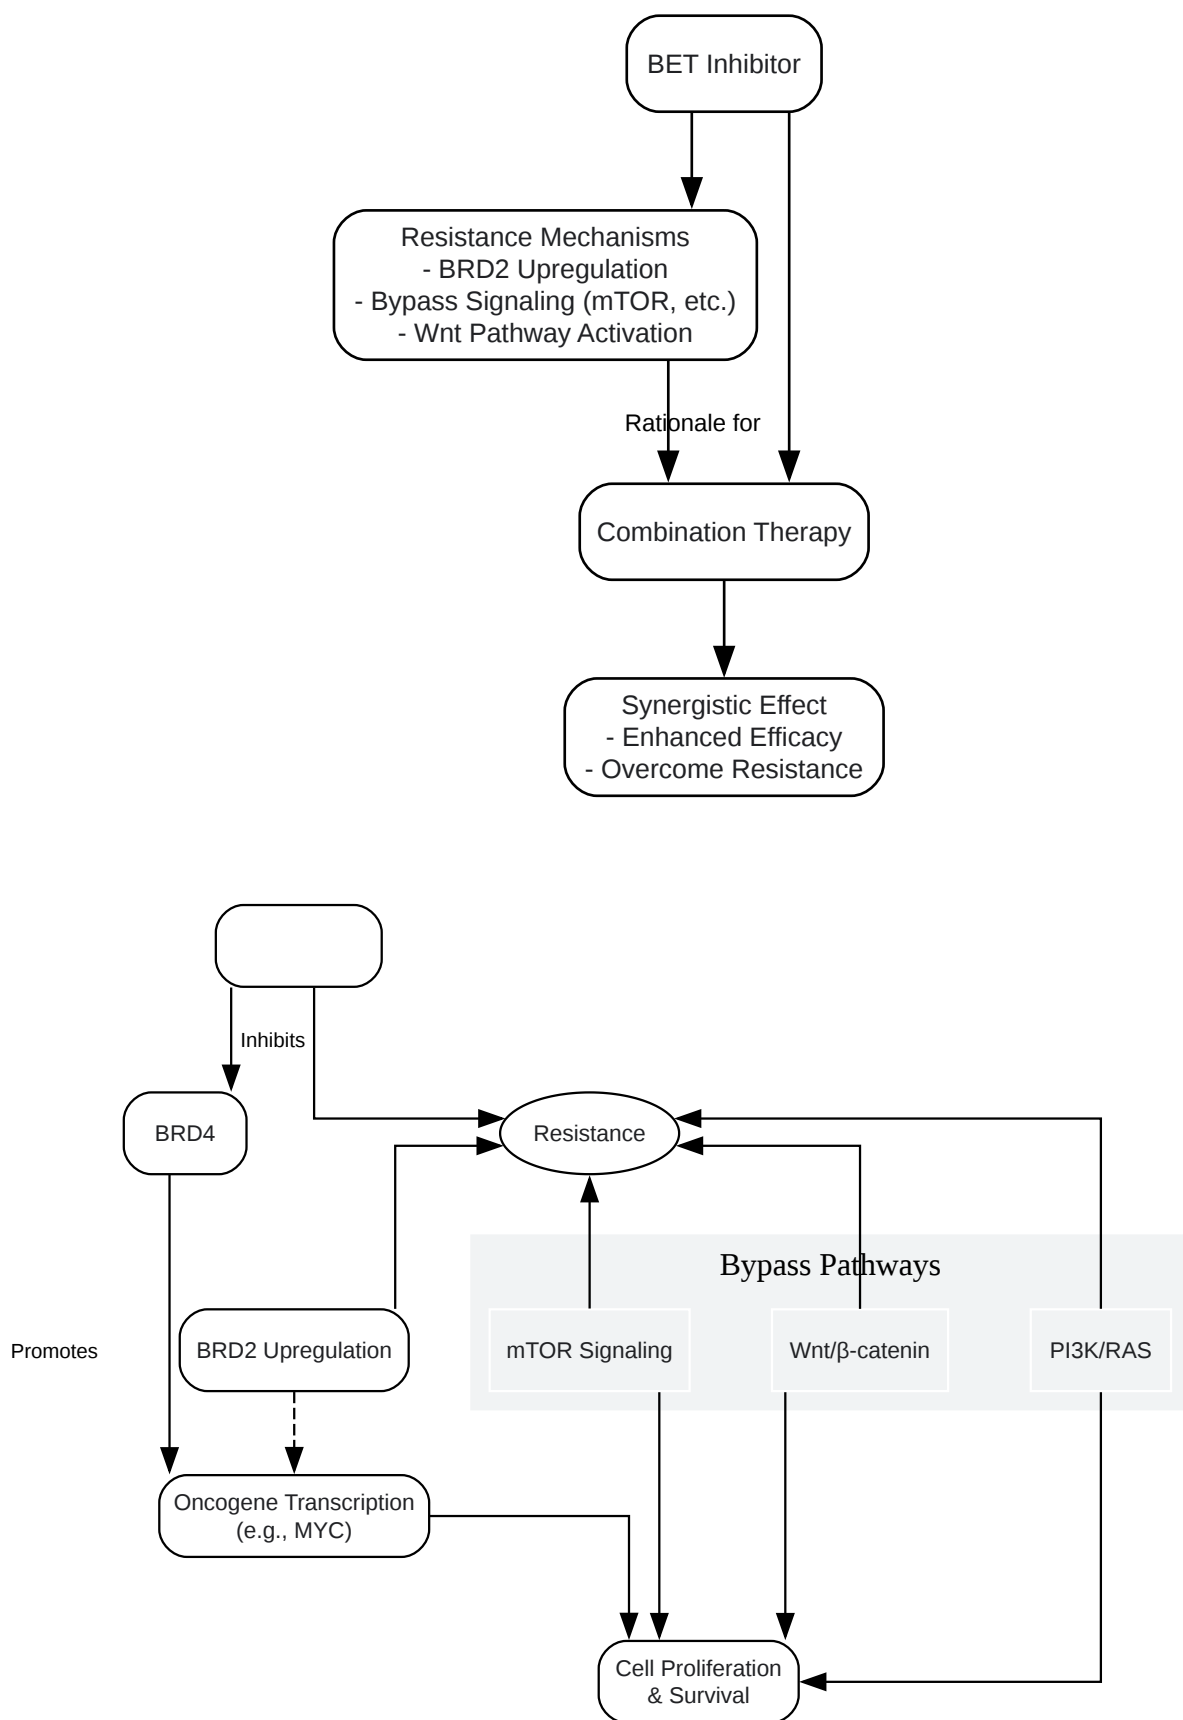 BET Inhibitor
Resistance Mechanisms
- BRD2 Upregulation
- Bypass Signaling (mTOR, etc.)
- Wnt Pathway Activation
Rationale for
Combination Therapy
Synergistic Effect
- Enhanced Efficacy
- Overcome Resistance
Inhibits
BRD4
Resistance
Bypass Pathways
Promotes
BRD2 Upregulation
mTOR Signaling
Wnt/β-catenin
PI3K/RAS
Oncogene Transcription
(e.g., MYC)
Cell Proliferation
& Survival